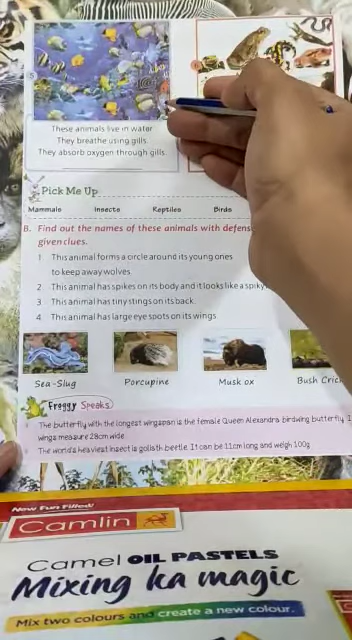 5
6
These animals live in water
They breathe using gills
They absorb oxygen through gills
Pick Me Up
Mammals Insects Reptiles Birds
B. Find out the names of these animals with
given clues.
1 This animal forms a circle around its young ones
to keep away wolves
2. This animal has spikes on its body and it looks like a
3 This animal has tiny stings on its back.
4 This animal has large eye spots on its wings
Sea-Slug Porcupine Musk ox Bush
Froggy Speaks
The butterfly with the longest wingspan is the female Queen Alexandra birdwing butterfly.
wings measure 28cm wide
The world's heaviest insect is goliath beetle. It can be 11cm long and weigh 100g
Now Fun Filled!
Camlin
Camel OIL PASTELS
Mixing ka magic
Mix two colours and create a new colour.